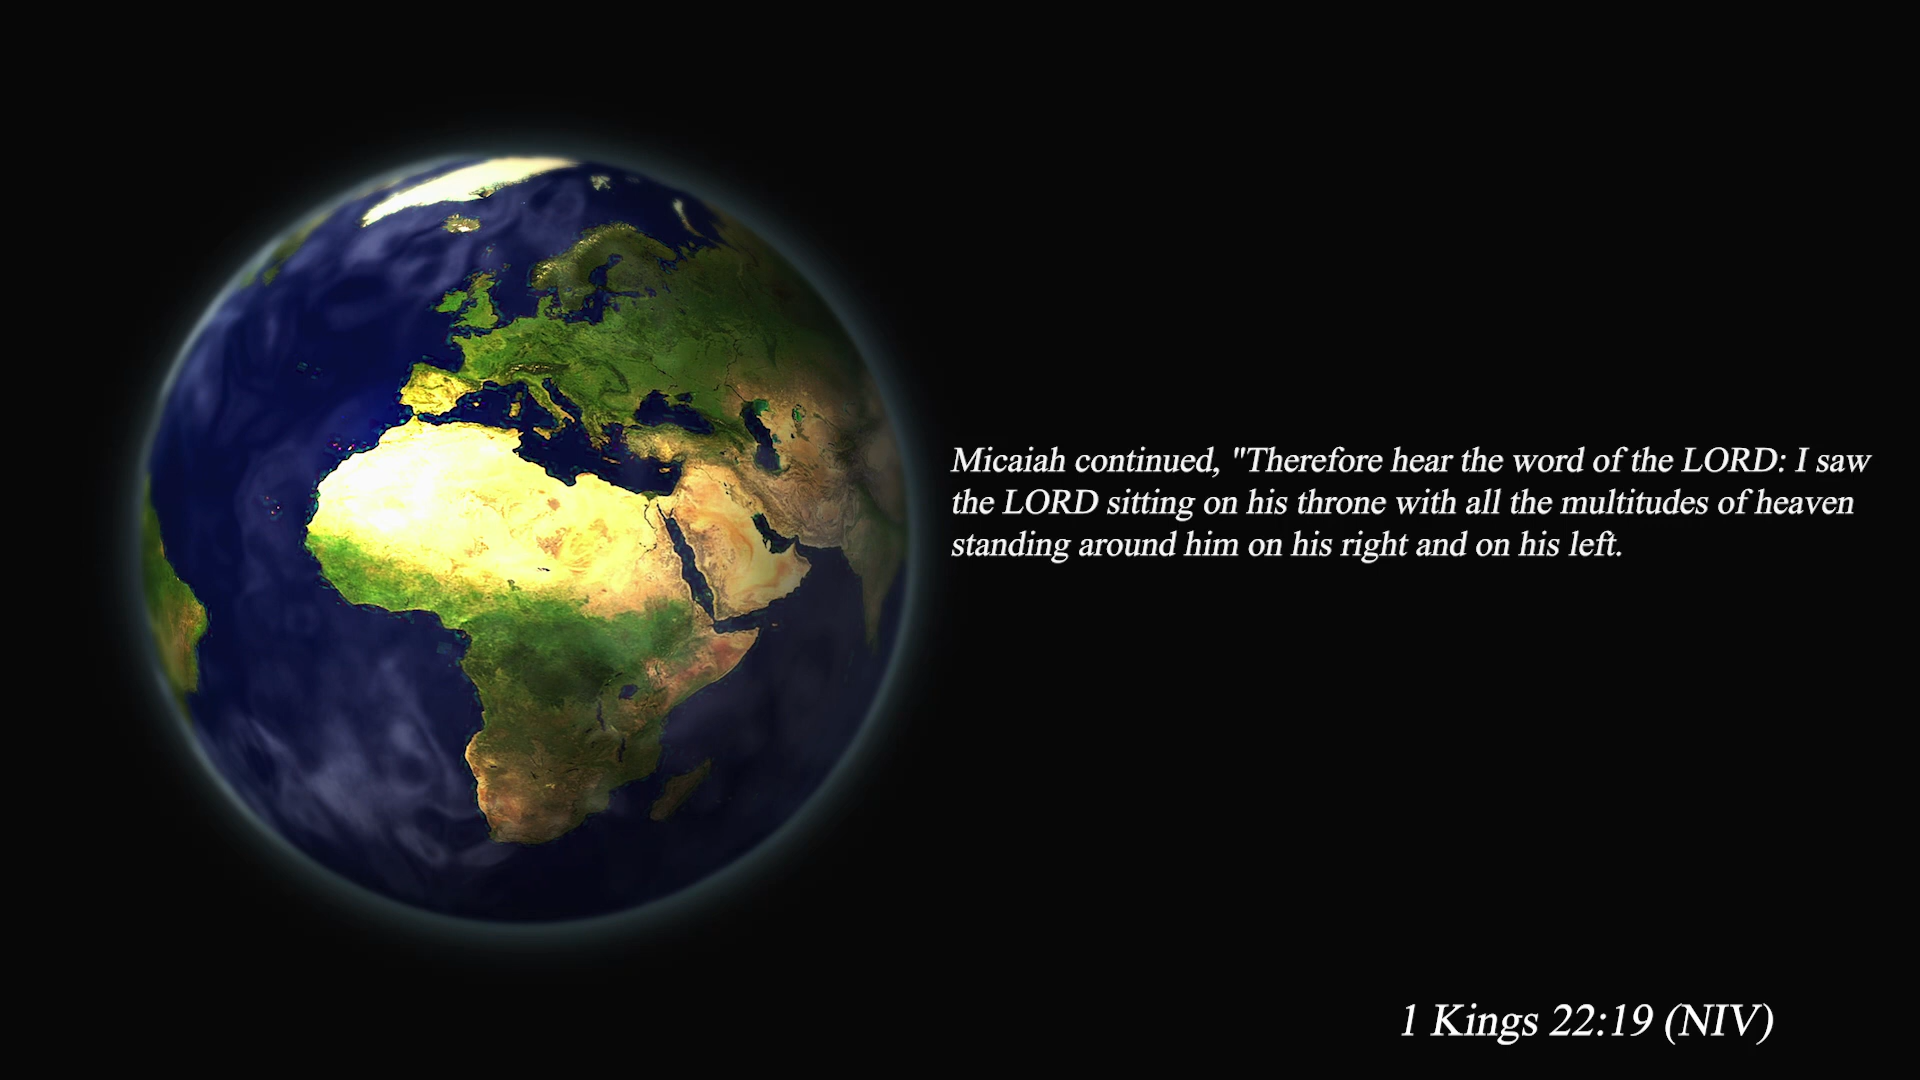 Micaiah continued, "Therefore hear the word of the LORD: I saw
the LORD sitting on his throne with all the multitudes of heaven
standing around him on his right and on his left.
1 Kings 22:19 (NIV)